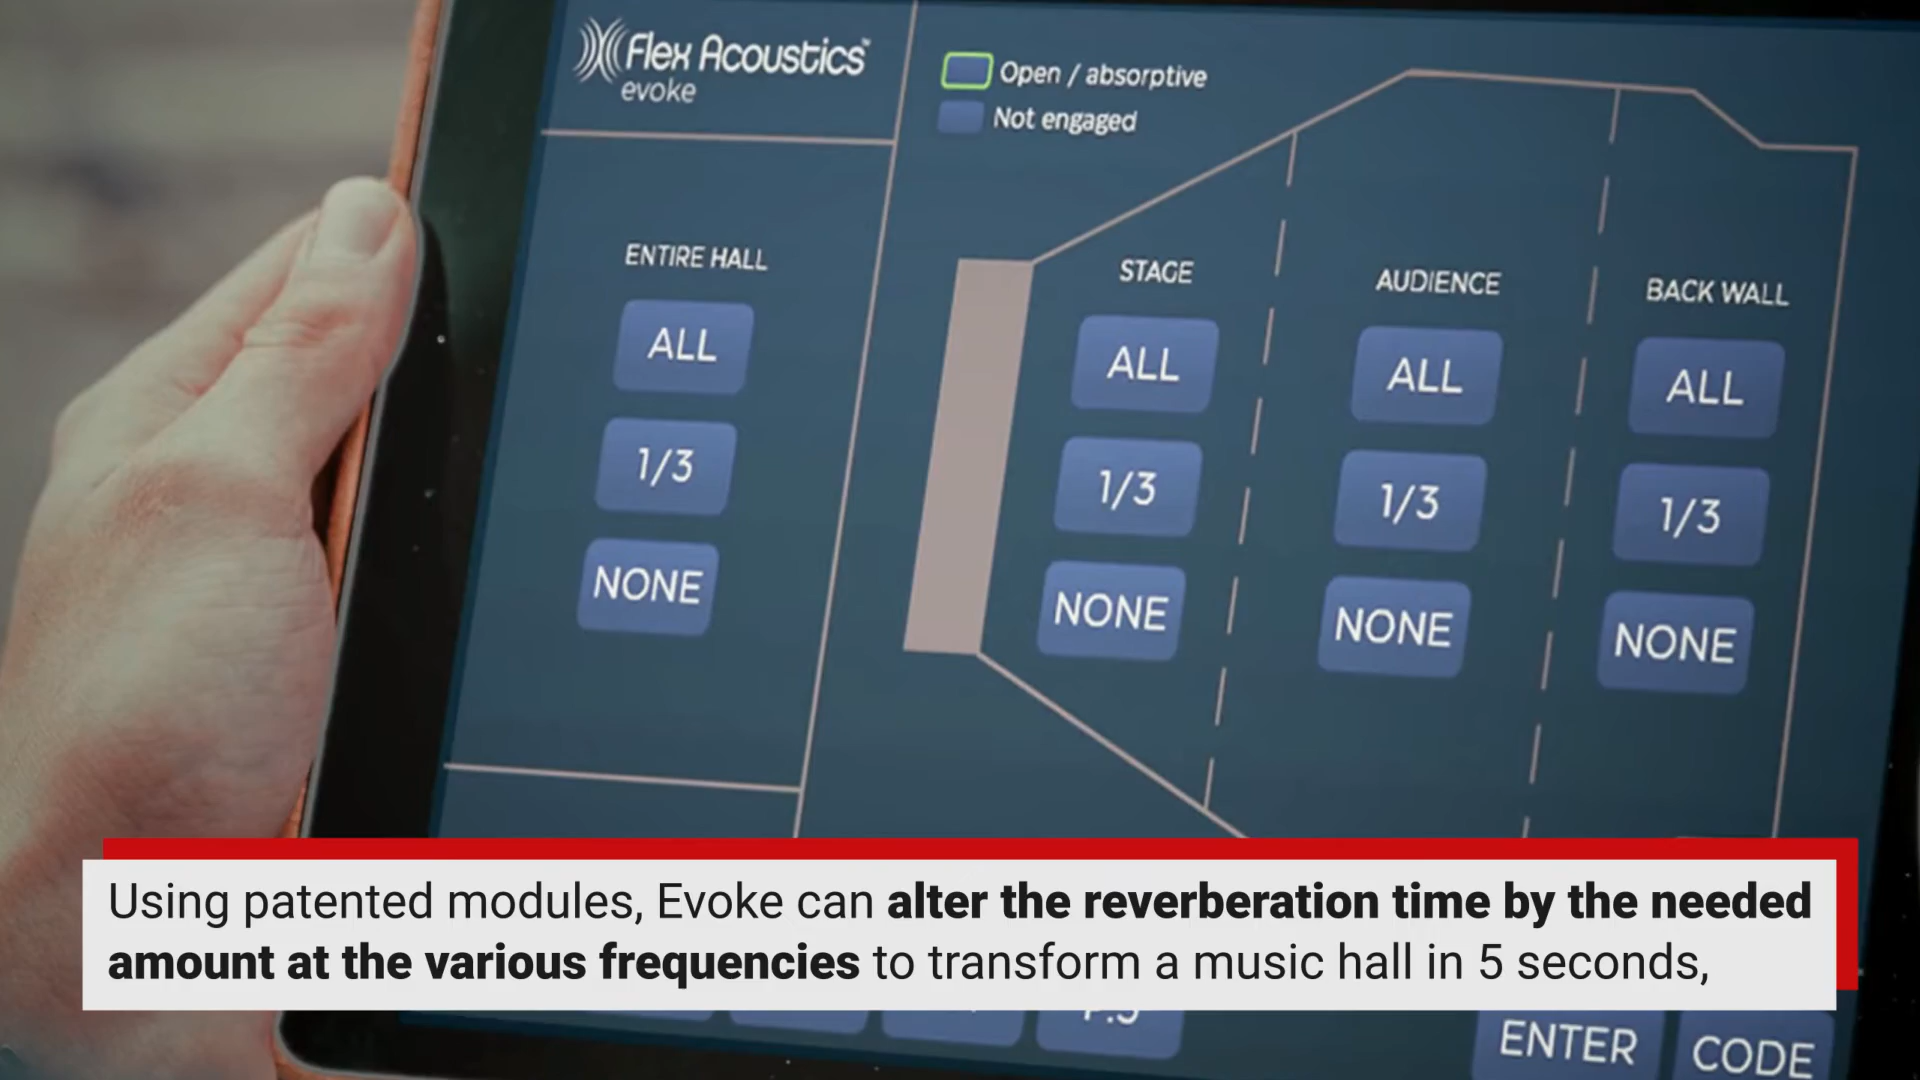 Flex Acoustics™
evoke
Open / absorptive
Not engaged
ENTIRE HALL
ALL
1/3
NONE
STAGE
ALL
1/3
NONE
AUDIENCE
ALL
1/3
NONE
BACK WALL
ALL
1/3
NONE
Using patented modules, Evoke can alter the reverberation time by the needed
amount at the various frequencies to transform a music hall in 5 seconds,
ENTER
CODE